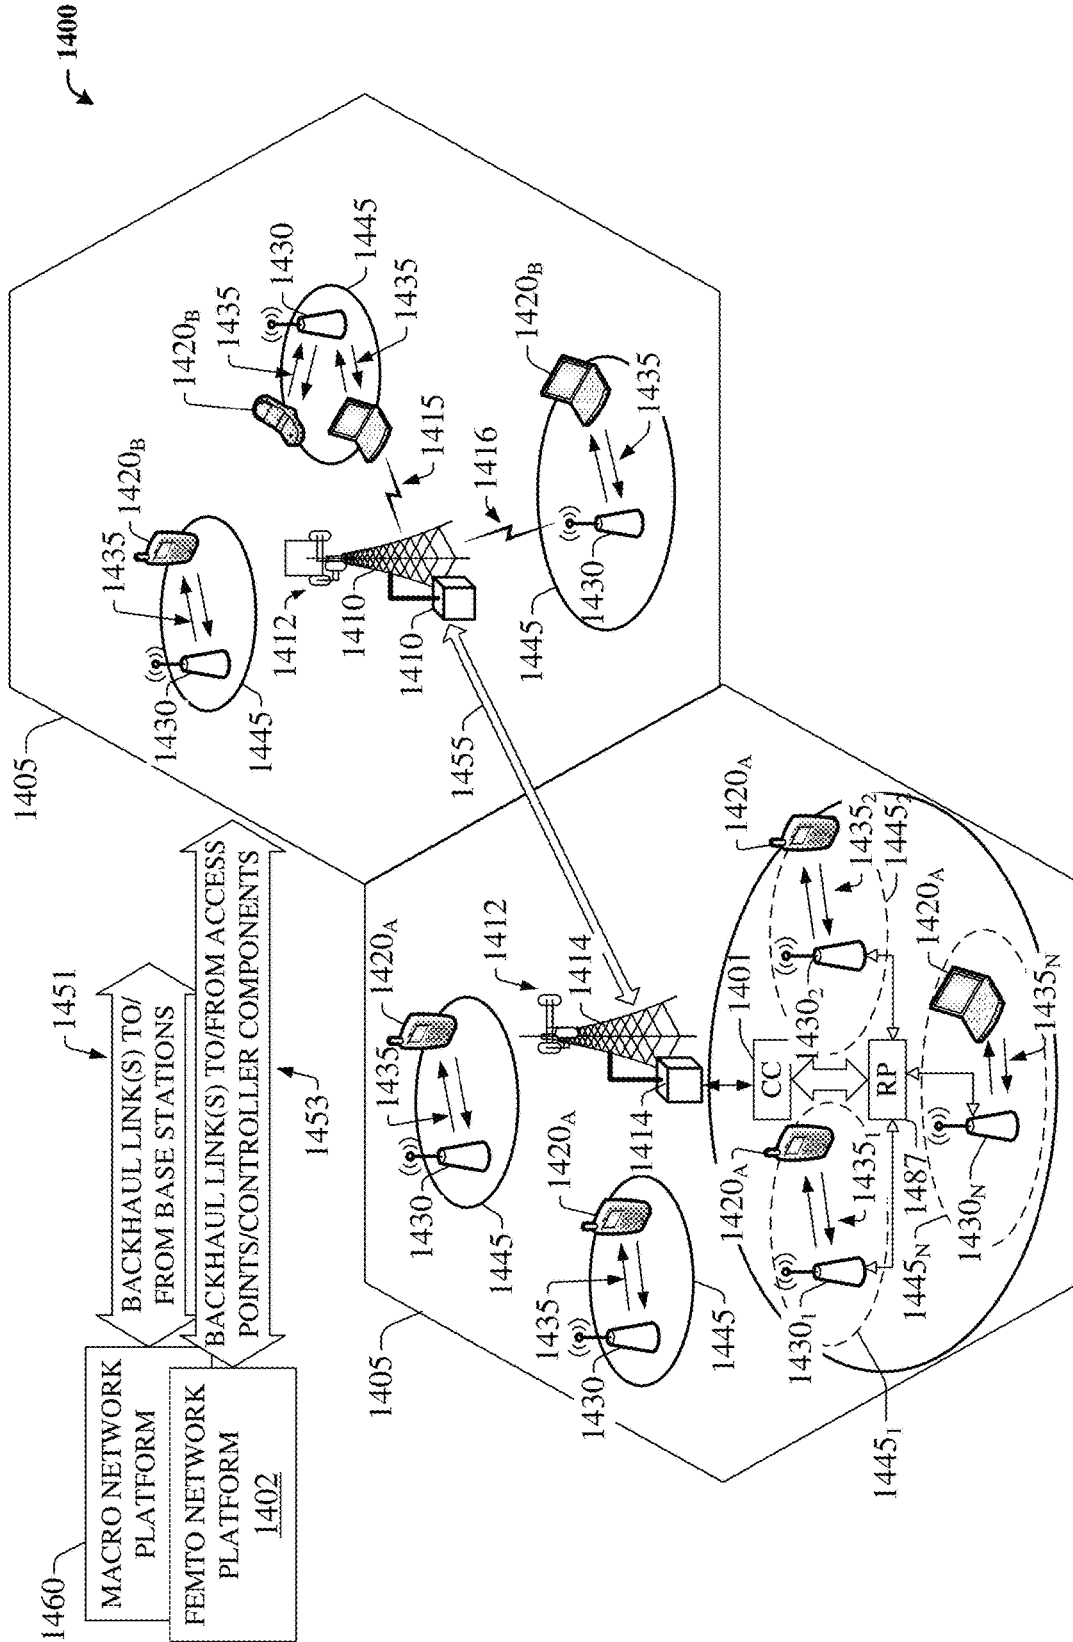 1400
1460
MACRO NETWORK
PLATFORM
FEMTO NETWORK
PLATFORM
1402
1451
BACKHAUL LINK(S) TO/
FROM BASE STATIONS
BACKHAUL LINK(S) TO/FROM ACCESS
POINTS/CONTROLLER COMPONENTS
1453
1405
1435
1420B
1430
1445
1420B
1435
1430
1445
1435
1412
1410
1410
1415
1416
1420B
1435
1430
1445
1455
1405
1420A
1435
1430
1445
1412
1414
1414
1420A
1435
1430
1445
1401
CC
1420A
1430₂
1435₂
1445₂
1420A
1435₁
1430₁
1445₁
RP
1487
1445N
1420A
1430N
1435N